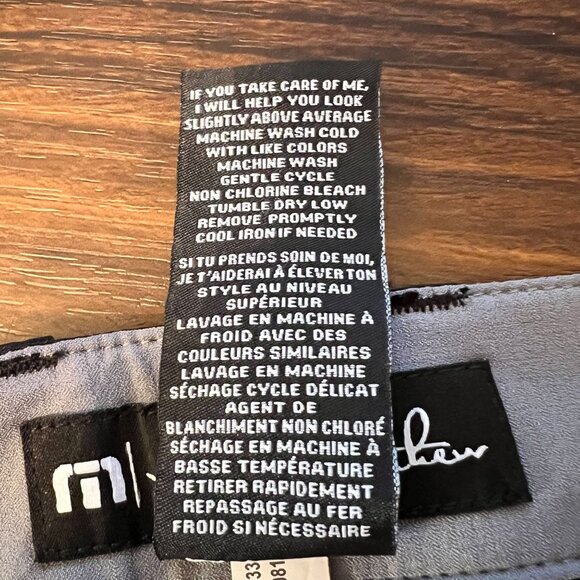 IF YOU TAKE CARE OF ME,
I WILL HELP YOU LOOK
SLIGHTLY ABOVE AVERAGE
MACHINE WASH COLD
WITH LIKE COLORS
MACHINE WASH
GENTLE CYCLE
NON CHLORINE BLEACH
TUMBLE DRY LOW
REMOVE PROMPTLY
COOL IRON IF NEEDED
SI TU PRENDS SOIN DE MOI,
JE T'AIDERAI À ÉLEVER TON
STYLE AU NIVEAU
SUPÉRIEUR
LAVAGE EN MACHINE À
FROID AVEC DES
COULEURS SIMILAIRES
LAVAGE EN MACHINE
SÉCHAGE CYCLE DÉLICAT
AGENT DE
BLANCHIMENT NON CHLORÉ
SÉCHAGE EN MACHINE À
BASSE TEMPÉRATURE
RETIRER RAPIDEMENT
REPASSAGE AU FER
FROID SI NÉCESSAIRE
hew
33
081